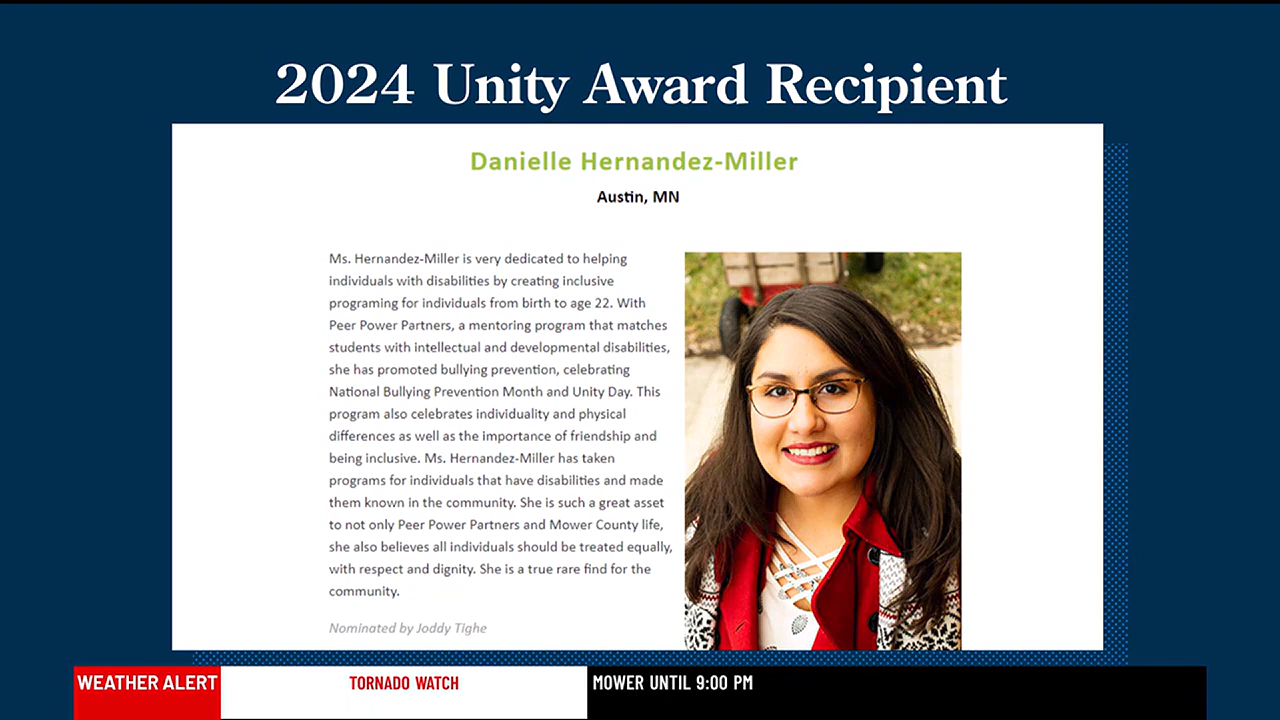 2024 Unity Award Recipient
Danielle Hernandez-Miller
Austin, MN
Ms. Hernandez-Miller is very dedicated to helping
individuals with disabilities by creating inclusive
programing for individuals from birth to age 22. With
Peer Power Partners, a mentoring program that matches
students with intellectual and developmental disabilities,
she has promoted bullying prevention, celebrating
National Bullying Prevention Month and Unity Day. This
program also celebrates individuality and physical
differences as well as the importance of friendship and
being inclusive. Ms. Hernandez-Miller has taken
programs for individuals that have disabilities and made
them known in the community. She is such a great asset
to not only Peer Power Partners and Mower County life,
she also believes all individuals should be treated equally,
with respect and dignity. She is a true rare find for the
community.
Nominated by Joddy Tighe
WEATHER ALERT TORNADO WATCH MOWER UNTIL 9:00 PM